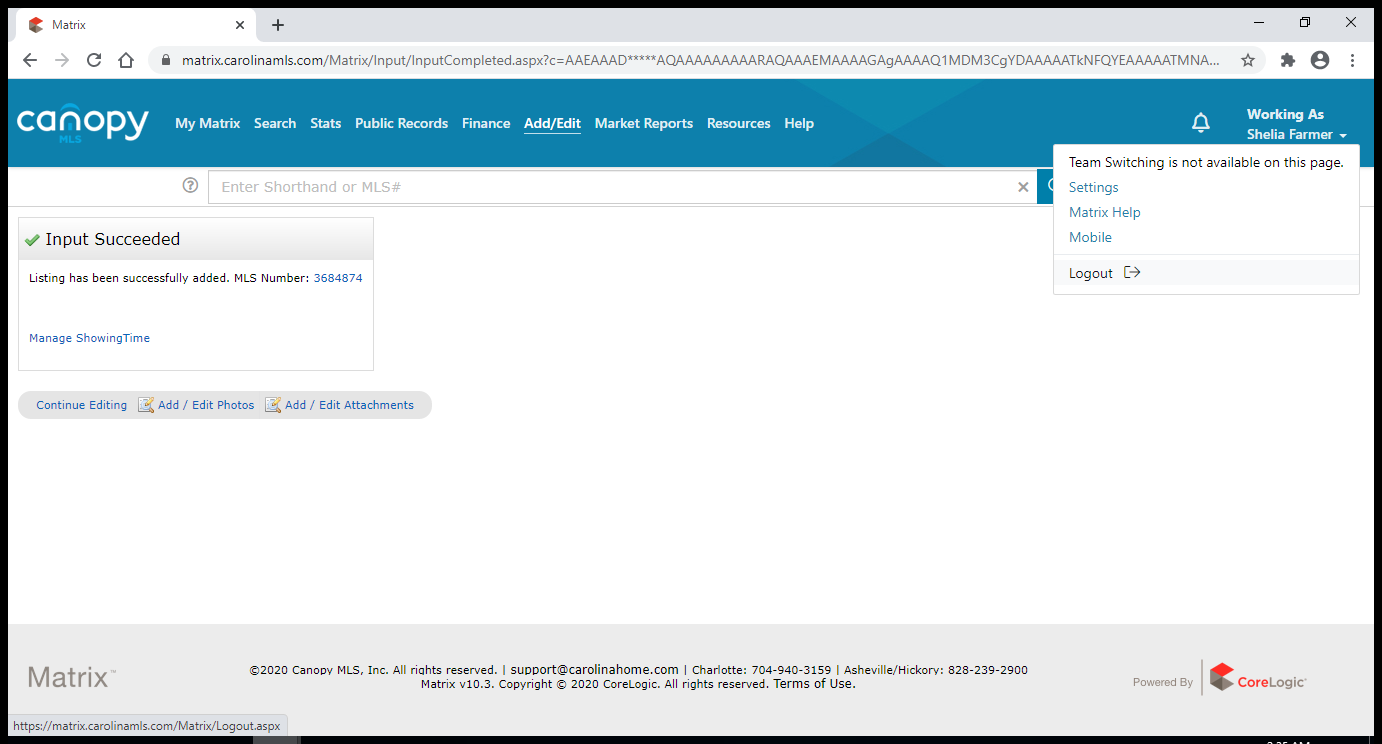 Matrix
matrix.carolinamls.com/Matrix/Input/InputCompleted.aspx?c=AAEAAAD*****AQAAAAAAAAARAQAAAEMAAAAGAgAAAAQ1MDM3CgYDAAAAATkNFQYEAAAAATMNA...
canopy
MLS
My Matrix Search Stats Public Records Finance Add/Edit Market Reports Resources Help
Working As
Shelia Farmer
Team Switching is not available on this page.
Settings
Matrix Help
Mobile
Logout
? Enter Shorthand or MLS#
Input Succeeded
Listing has been successfully added. MLS Number: 3684874
Manage ShowingTime
Continue Editing Add / Edit Photos Add / Edit Attachments
Matrix™
©2020 Canopy MLS, Inc. All rights reserved. | support@carolinahome.com | Charlotte: 704-940-3159 | Asheville/Hickory: 828-239-2900
Matrix v10.3. Copyright © 2020 CoreLogic. All rights reserved. Terms of Use.
Powered By
CoreLogic
https://matrix.carolinamls.com/Matrix/Logout.aspx